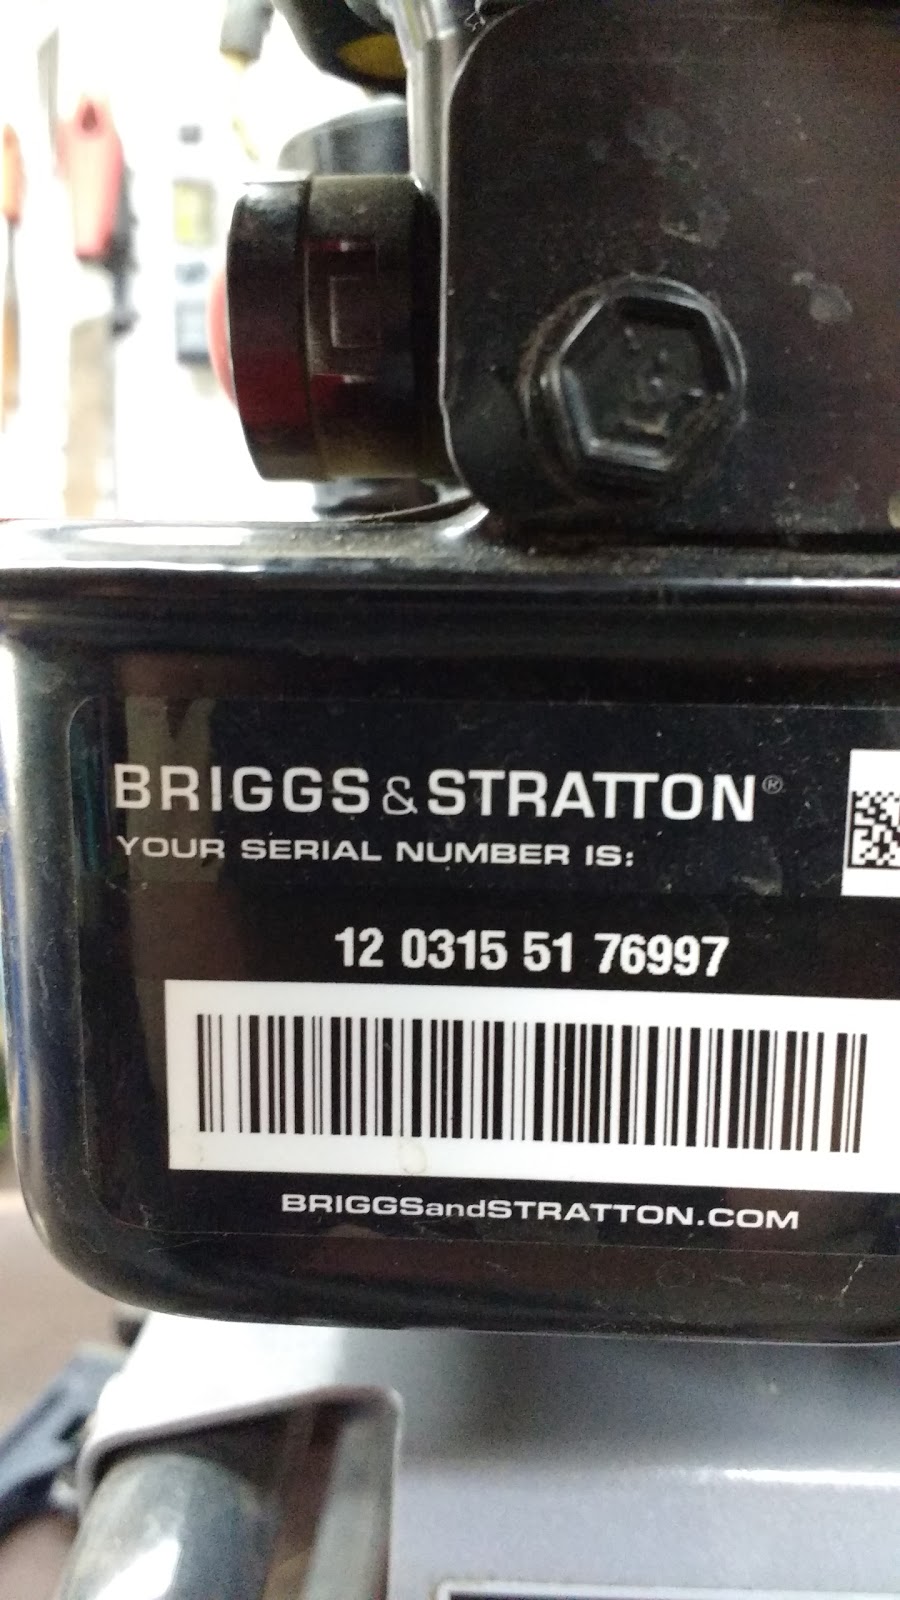 BRIGGS & STRATTON®
YOUR SERIAL NUMBER IS:
12 0315 51 76997
BRIGGSandSTRATTON.COM